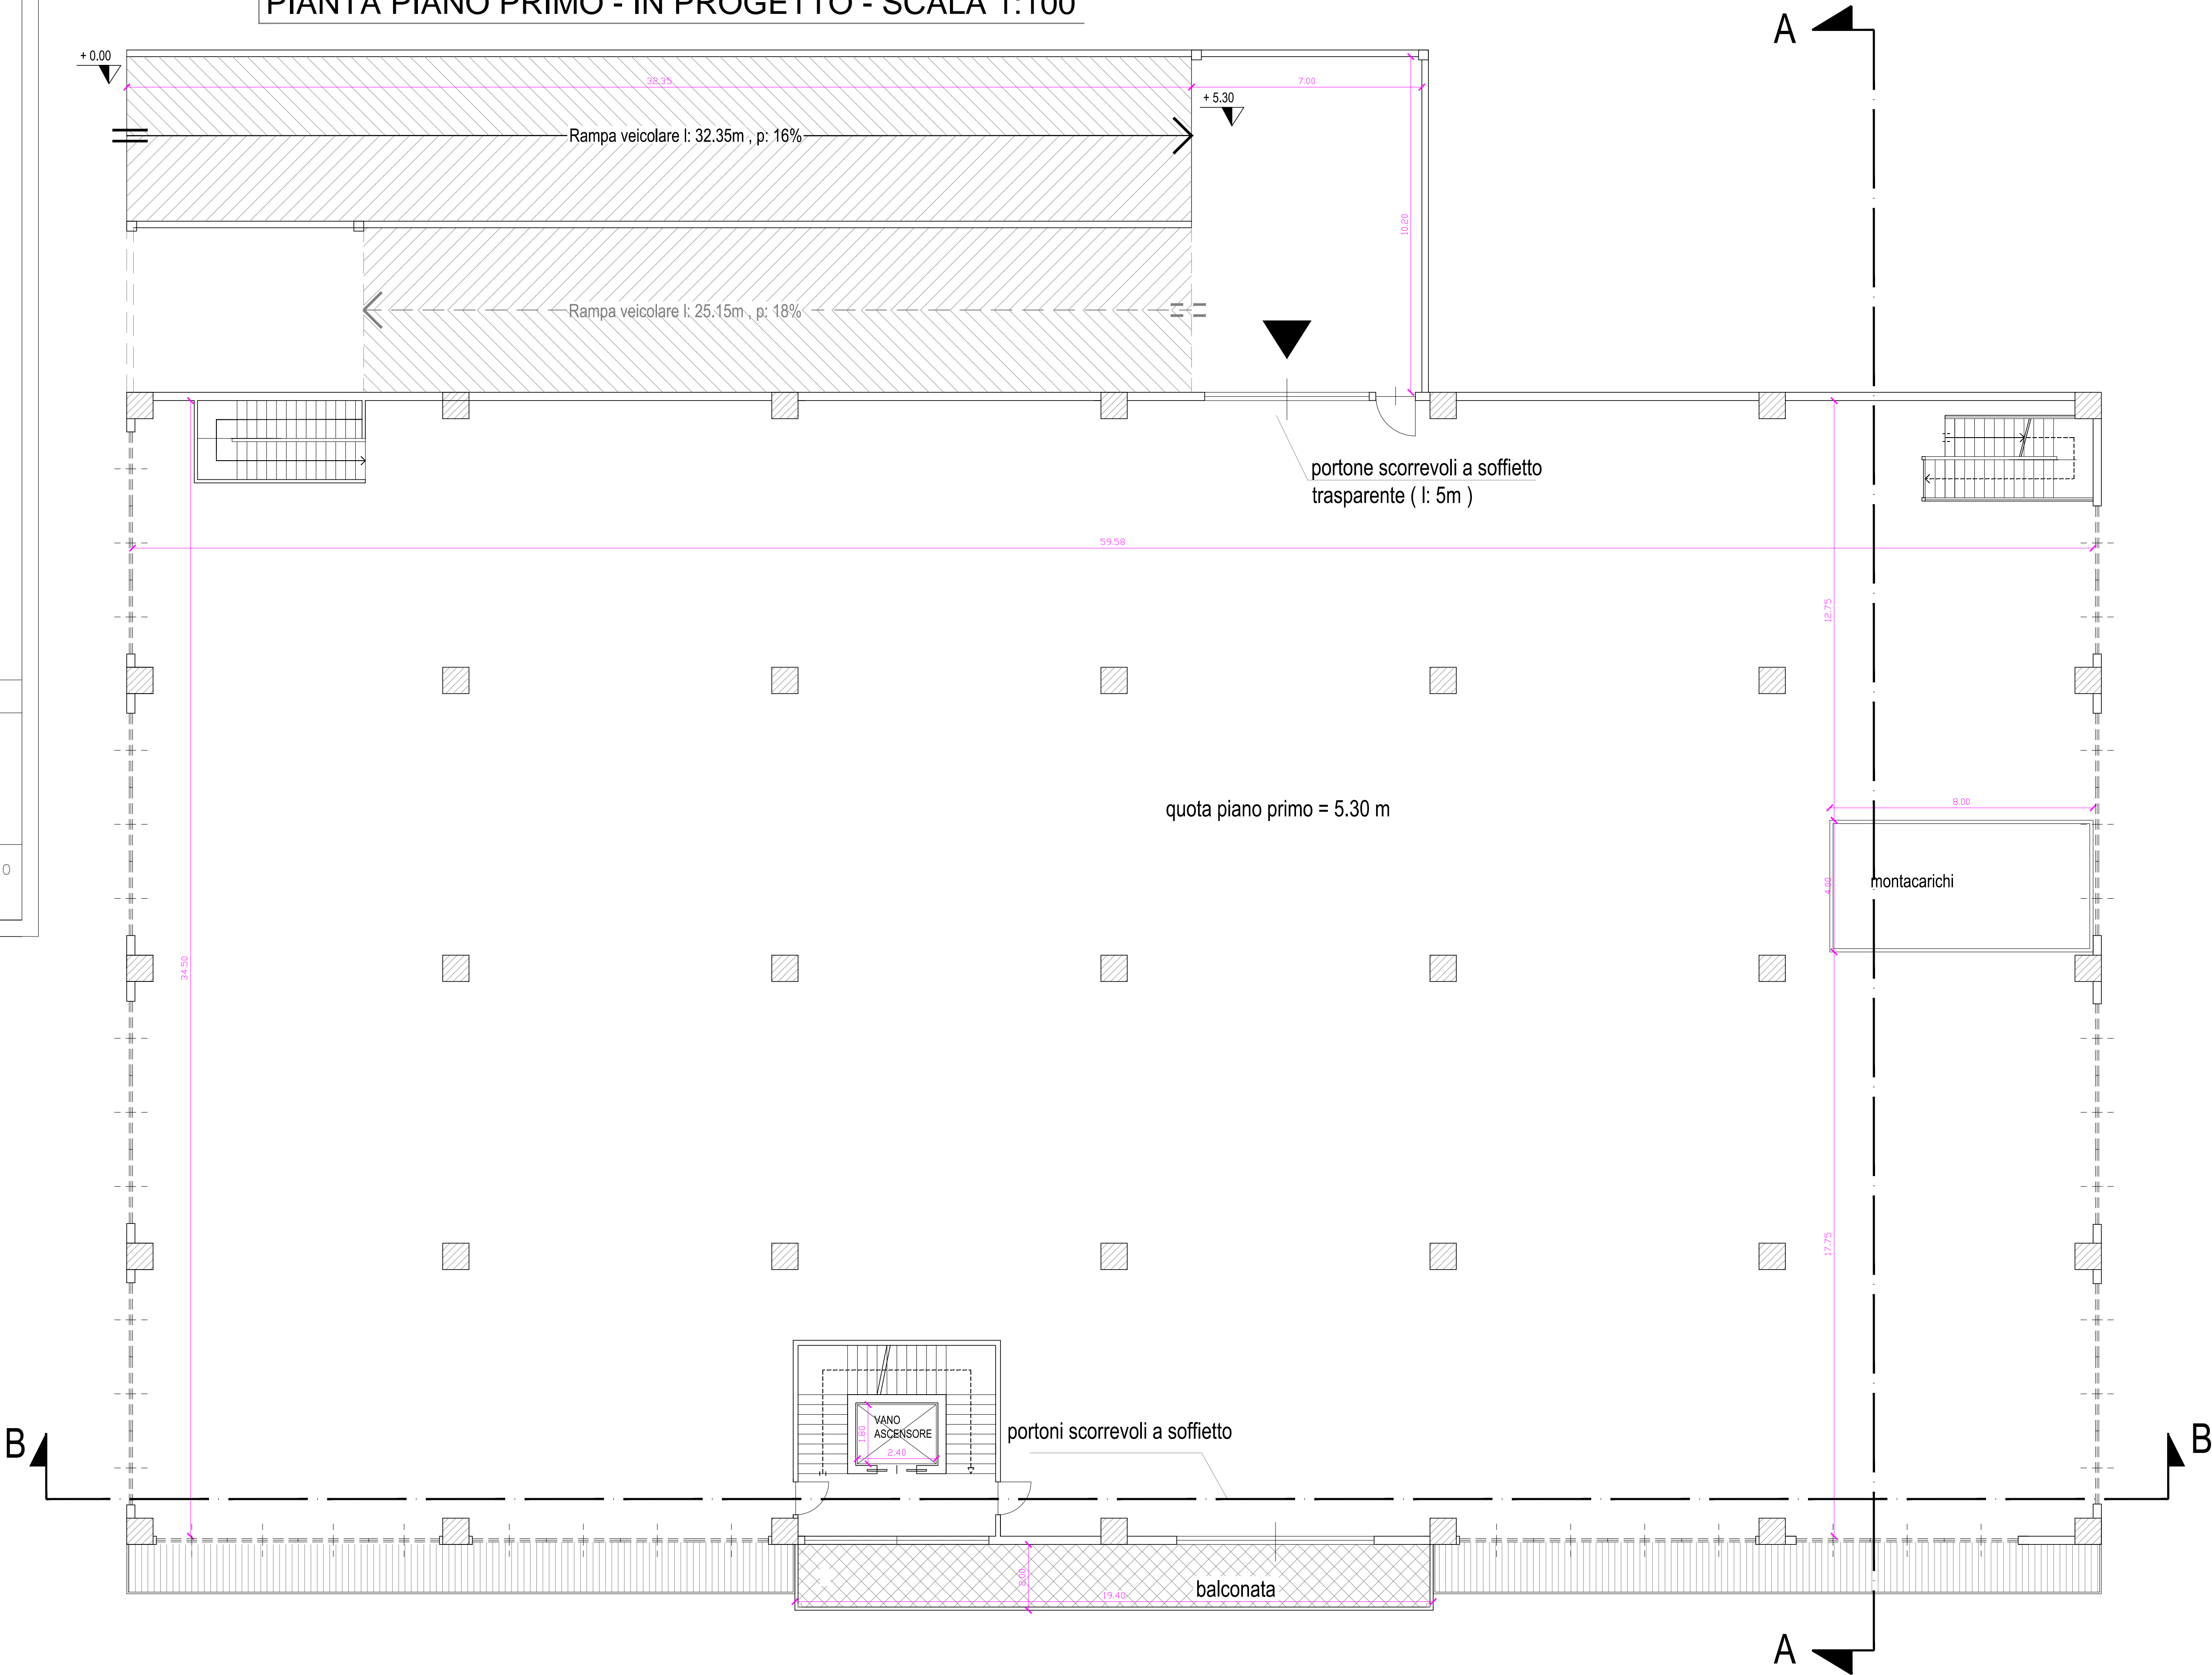 PIANTA PIANO PRIMO - IN PROGETTO - SCALA 1:100
A
+ 0.00
32.35
7.00
+ 5.30
Rampa veicolare l: 32.35m , p: 16%
10.20
Rampa veicolare l: 25.15m , p: 18%
portone scorrevoli a soffietto
trasparente ( l: 5m )
59.58
12.75
quota piano primo = 5.30 m
8.00
O
4.00
montacarichi
34.50
17.75
VANO
ASCENSORE
1.80
2.40
portoni scorrevoli a soffietto
B
B
balconata
19.40
A